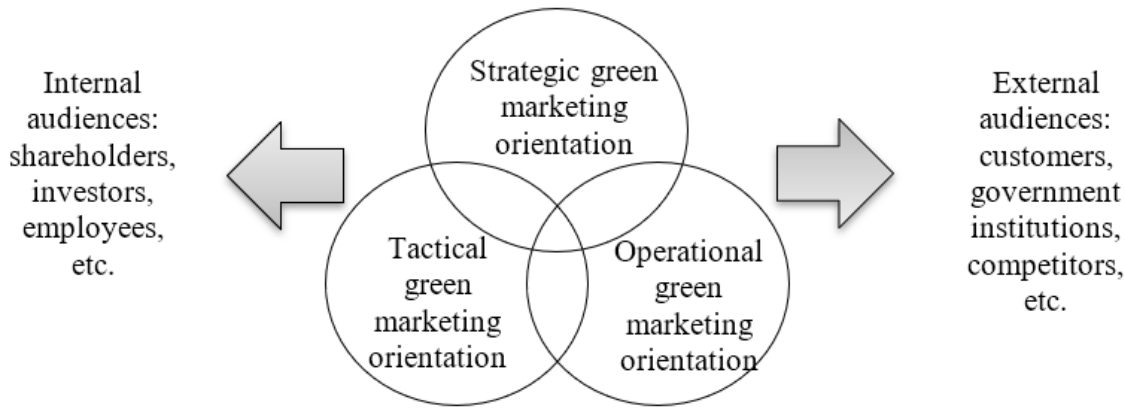 Internal
audiences:
shareholders,
investors,
employees,
etc.
Strategic green
marketing
orientation
Tactical
green
marketing
orientation
Operational
green
marketing
orientation
External
audiences:
customers,
government
institutions,
competitors,
etc.